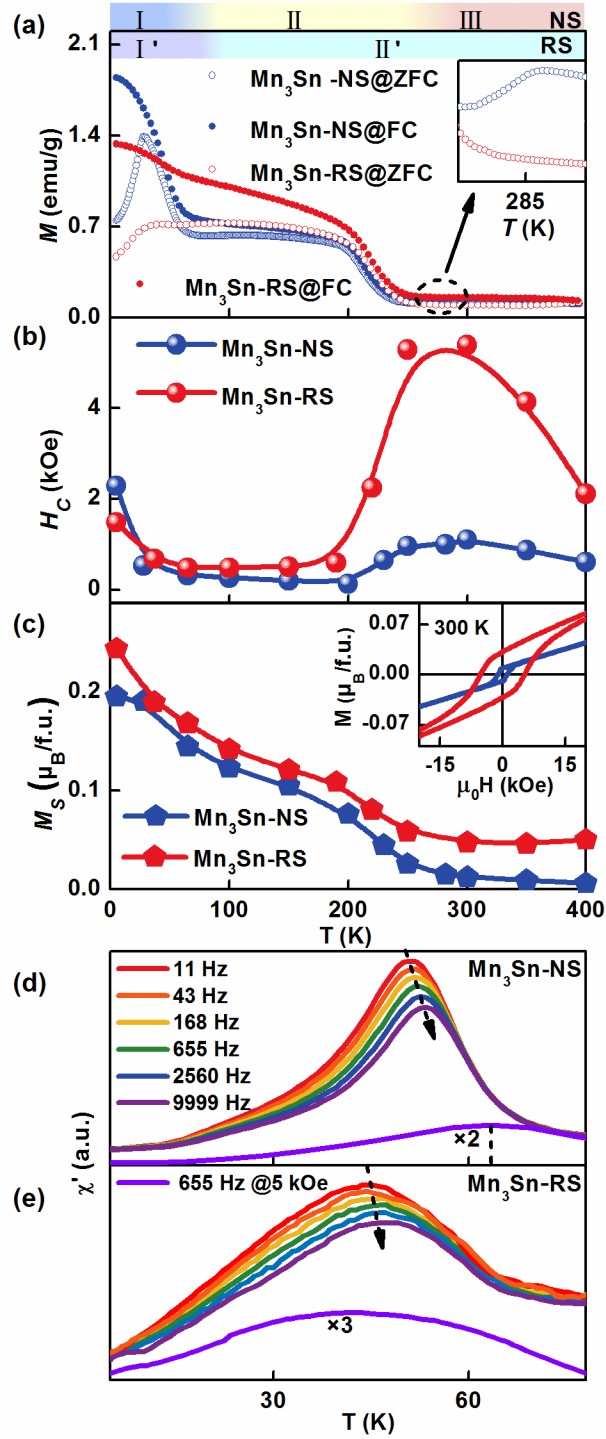 (a)
I II III NS
I' II' RS
2.1
1.4
0.7
0.0
M (emu/g)
Mn3Sn -NS@ZFC
Mn3Sn-NS@FC
Mn3Sn-RS@ZFC
Mn3Sn-RS@FC
285
T (K)
(b)
4
2
0
HC (kOe)
Mn3Sn-NS
Mn3Sn-RS
(c)
0.2
0.1
0.0
MS (μB/f.u.)
Mn3Sn-NS
Mn3Sn-RS
0.07
0.00
-0.07
M (μB/f.u.)
300 K
-15 0 15
μ0H (kOe)
0 100 200 300 400
T (K)
(d)
11 Hz
43 Hz
168 Hz
655 Hz
2560 Hz
9999 Hz
Mn3Sn-NS
×2
χ' (a.u.)
(e)
655 Hz @5 kOe
Mn3Sn-RS
×3
30 60
T (K)